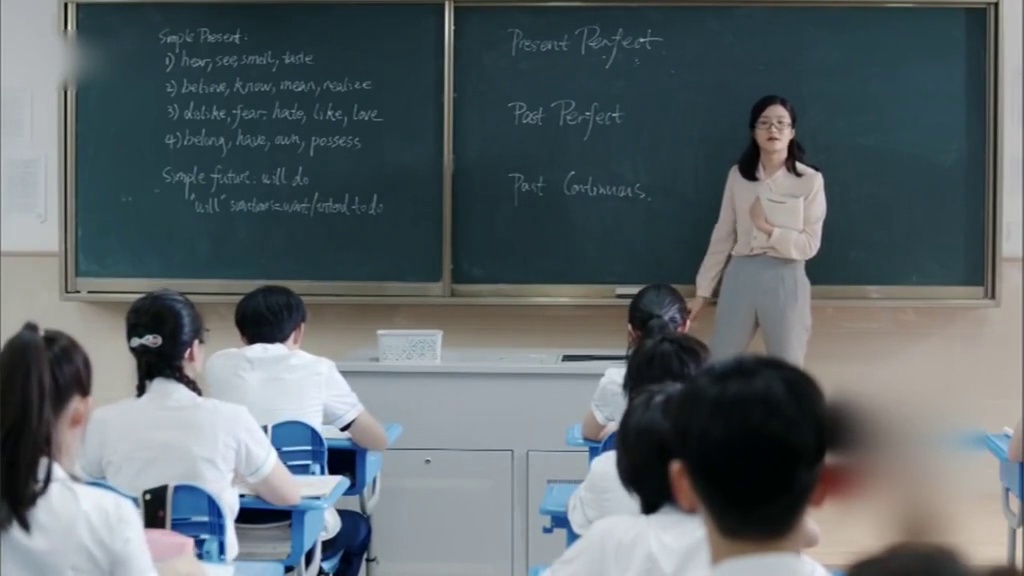 Simple Present:
1) hear, see, smell, taste
2) believe, know, mean, realize
3) dislike, fear, hate, like, love
4) belong, have, own, possess
Simple future: will do
"will" want/intend to do
Present Perfect
Past Perfect
Past Continuous.